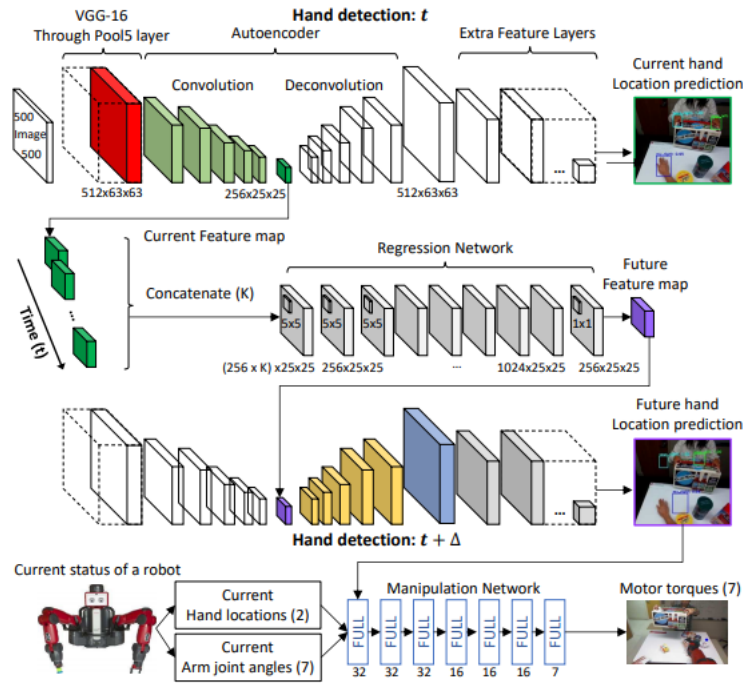 Hand detection: t
VGG-16
Through Pool5 layer
Autoencoder
Extra Feature Layers
Convolution
Deconvolution
Current hand
Location prediction
500
Image
500
512x63x63
256x25x25
512x63x63
...
Current Feature map
Time (t)
...
Concatenate (K)
Regression Network
Future
Feature map
5x5
5x5
5x5
1x1
(256 x K) x25x25
256x25x25
...
1024x25x25
256x25x25
Future hand
Location prediction
...
Hand detection: t + Δ
Current status of a robot
Current
Hand locations (2)
Current
Arm joint angles (7)
Manipulation Network
Motor torques (7)
FULL
FULL
FULL
FULL
FULL
FULL
FULL
32
32
32
16
16
16
7